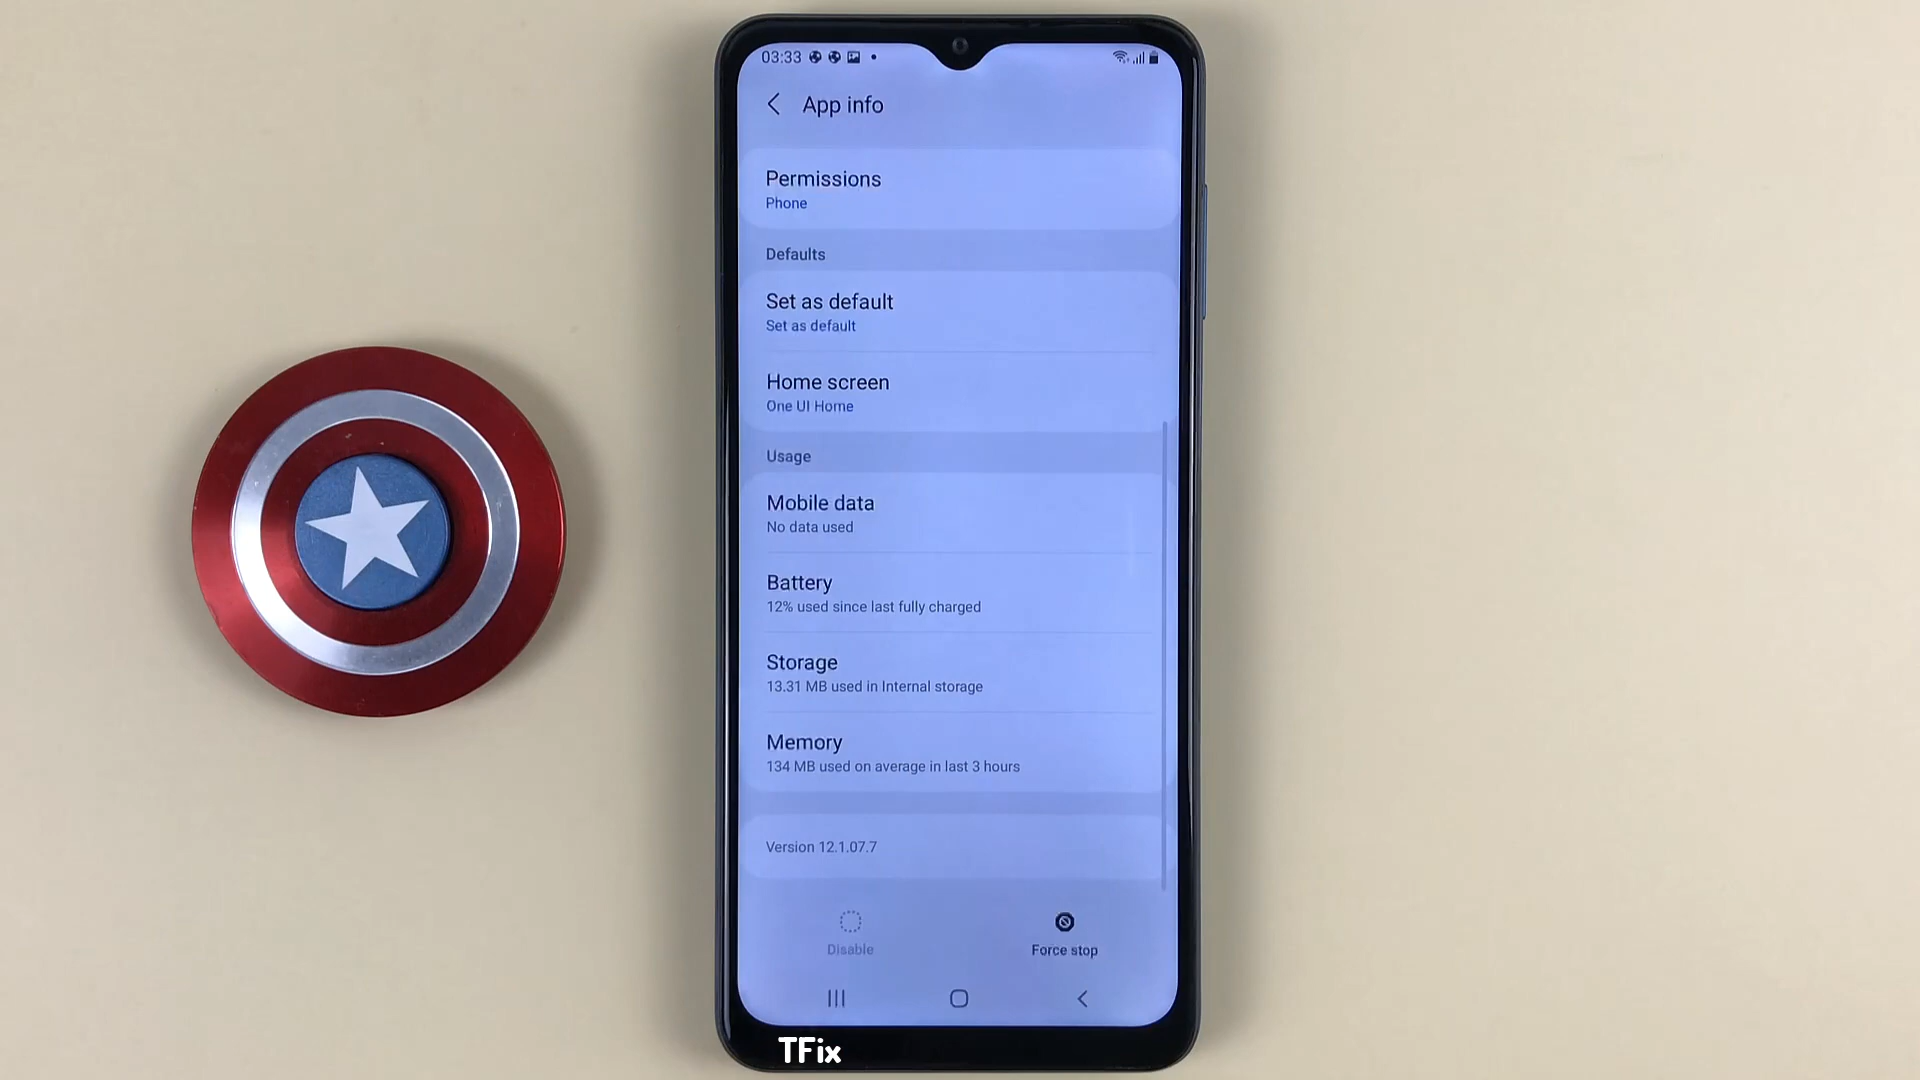 03:33
App info
Permissions
Phone
Defaults
Set as default
Set as default
Home screen
One UI Home
Usage
Mobile data
No data used
Battery
12% used since last fully charged
Storage
13.31 MB used in Internal storage
Memory
134 MB used on average in last 3 hours
Version 12.1.07.7
Disable
Force stop
TFix